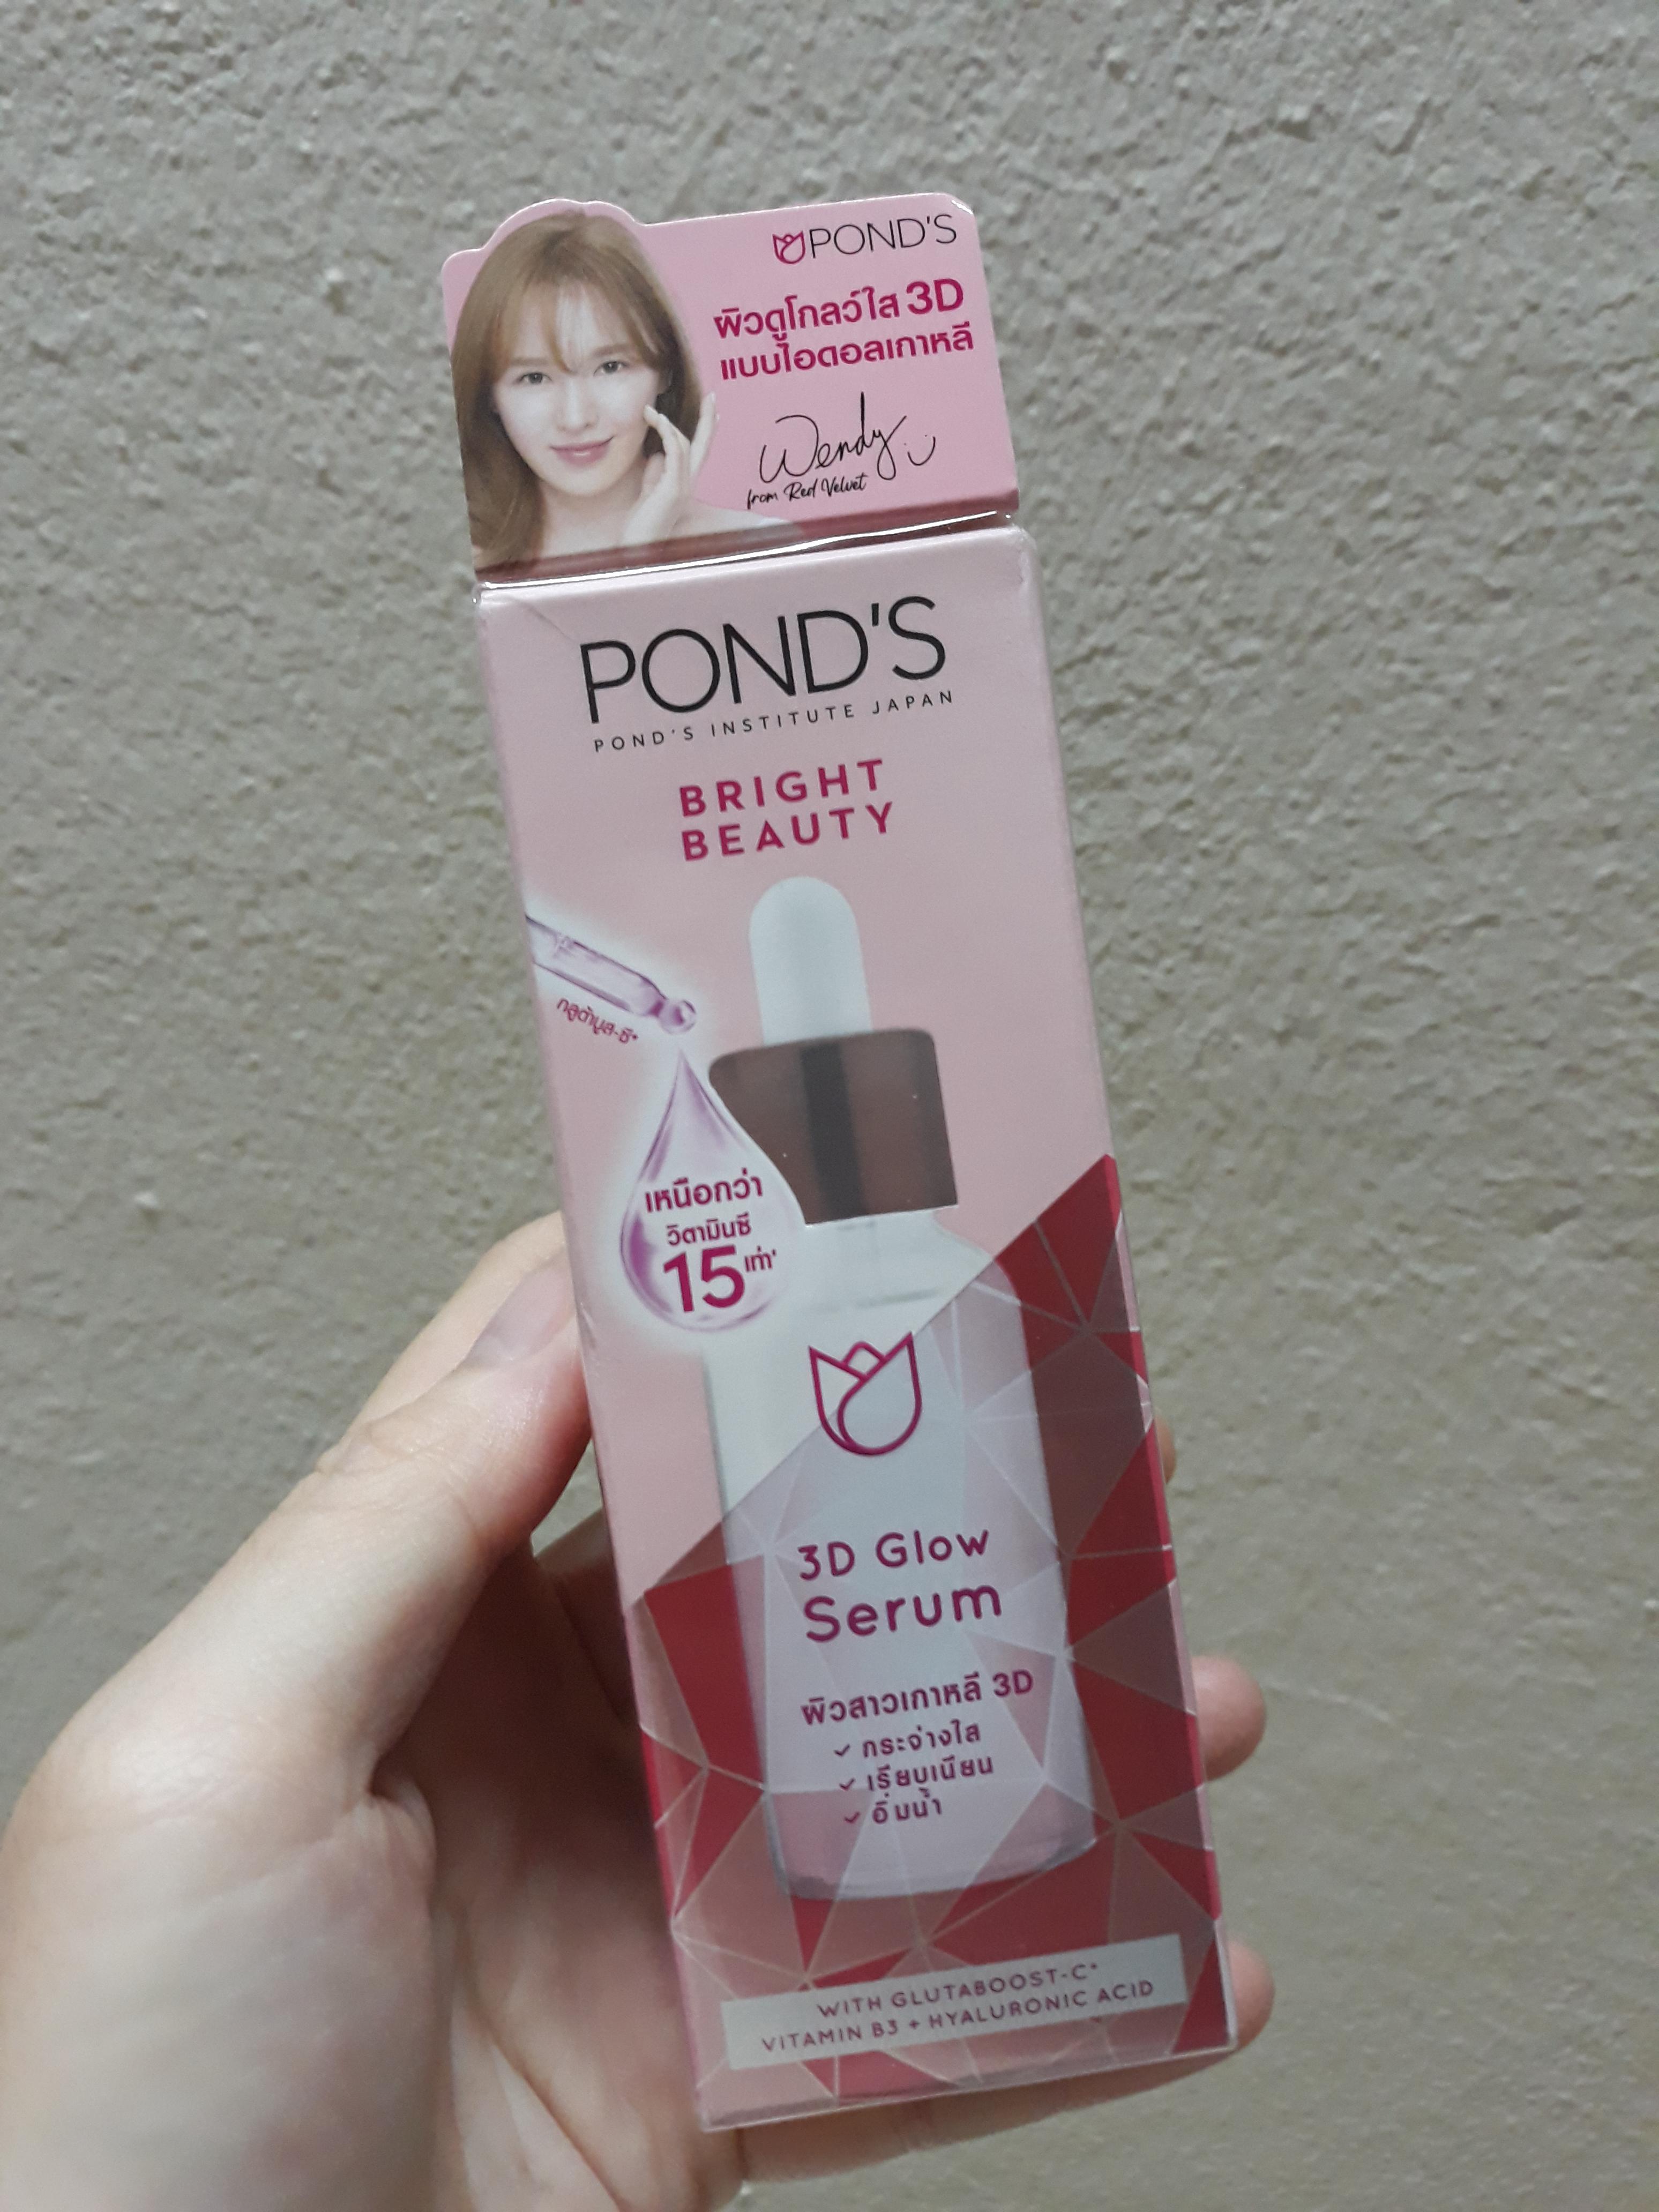 POND'S
ผิวดูโกลว์ใส 3D
แบบไอดอลเกาหลี
Wendy
from Red Velvet
POND'S
POND'S INSTITUTE JAPAN
BRIGHT
BEAUTY
กลูต้าบูส-ซี*
เหนือกว่า
วิตามินซี
15 เท่า'
3D Glow
Serum
ผิวสาวเกาหลี 3D
✓ กระจ่างใส
✓ เรียบเนียน
✓ อิ่มน้ำ
WITH GLUTABOOST-C*
VITAMIN B3 + HYALURONIC ACID